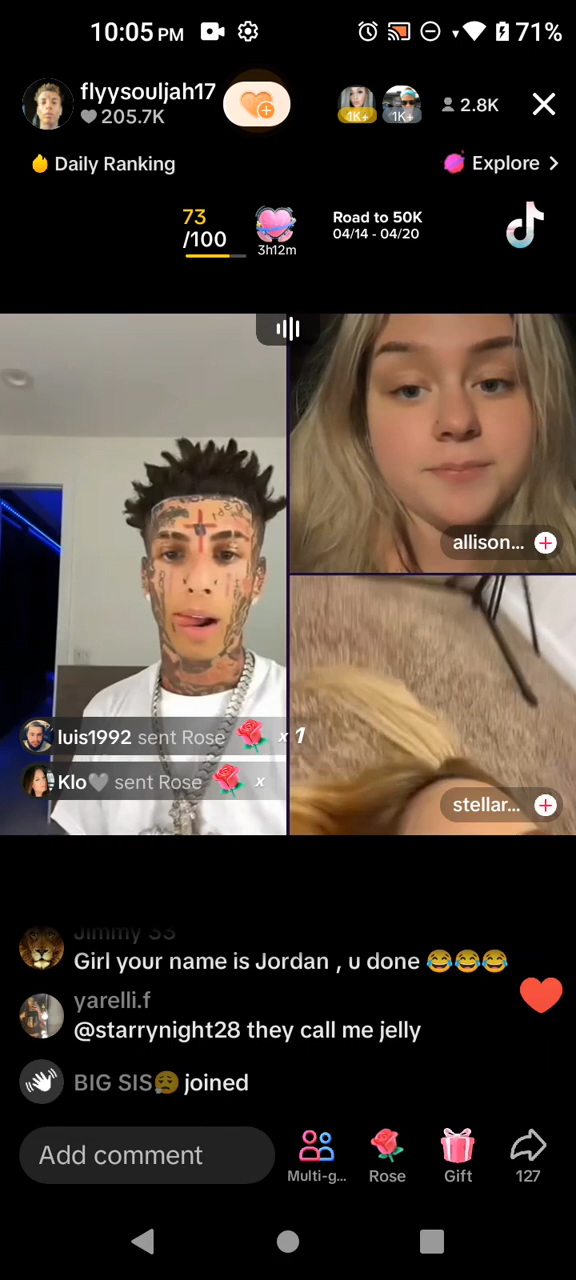 10:05 PM
71%
flyysouljah17
205.7K
1K+
1K+
2.8K
Daily Ranking
Explore >
73
/100
3h12m
Road to 50K
04/14 - 04/20
allison...
luis1992 sent Rose x 1
Klo🩶 sent Rose x
stellar...
Jimmy 33
Girl your name is Jordan , u done 😂😂😂
yarelli.f
@starrynight28 they call me jelly
BIG SIS😮‍💨 joined
Add comment
Multi-g...
Rose
Gift
127